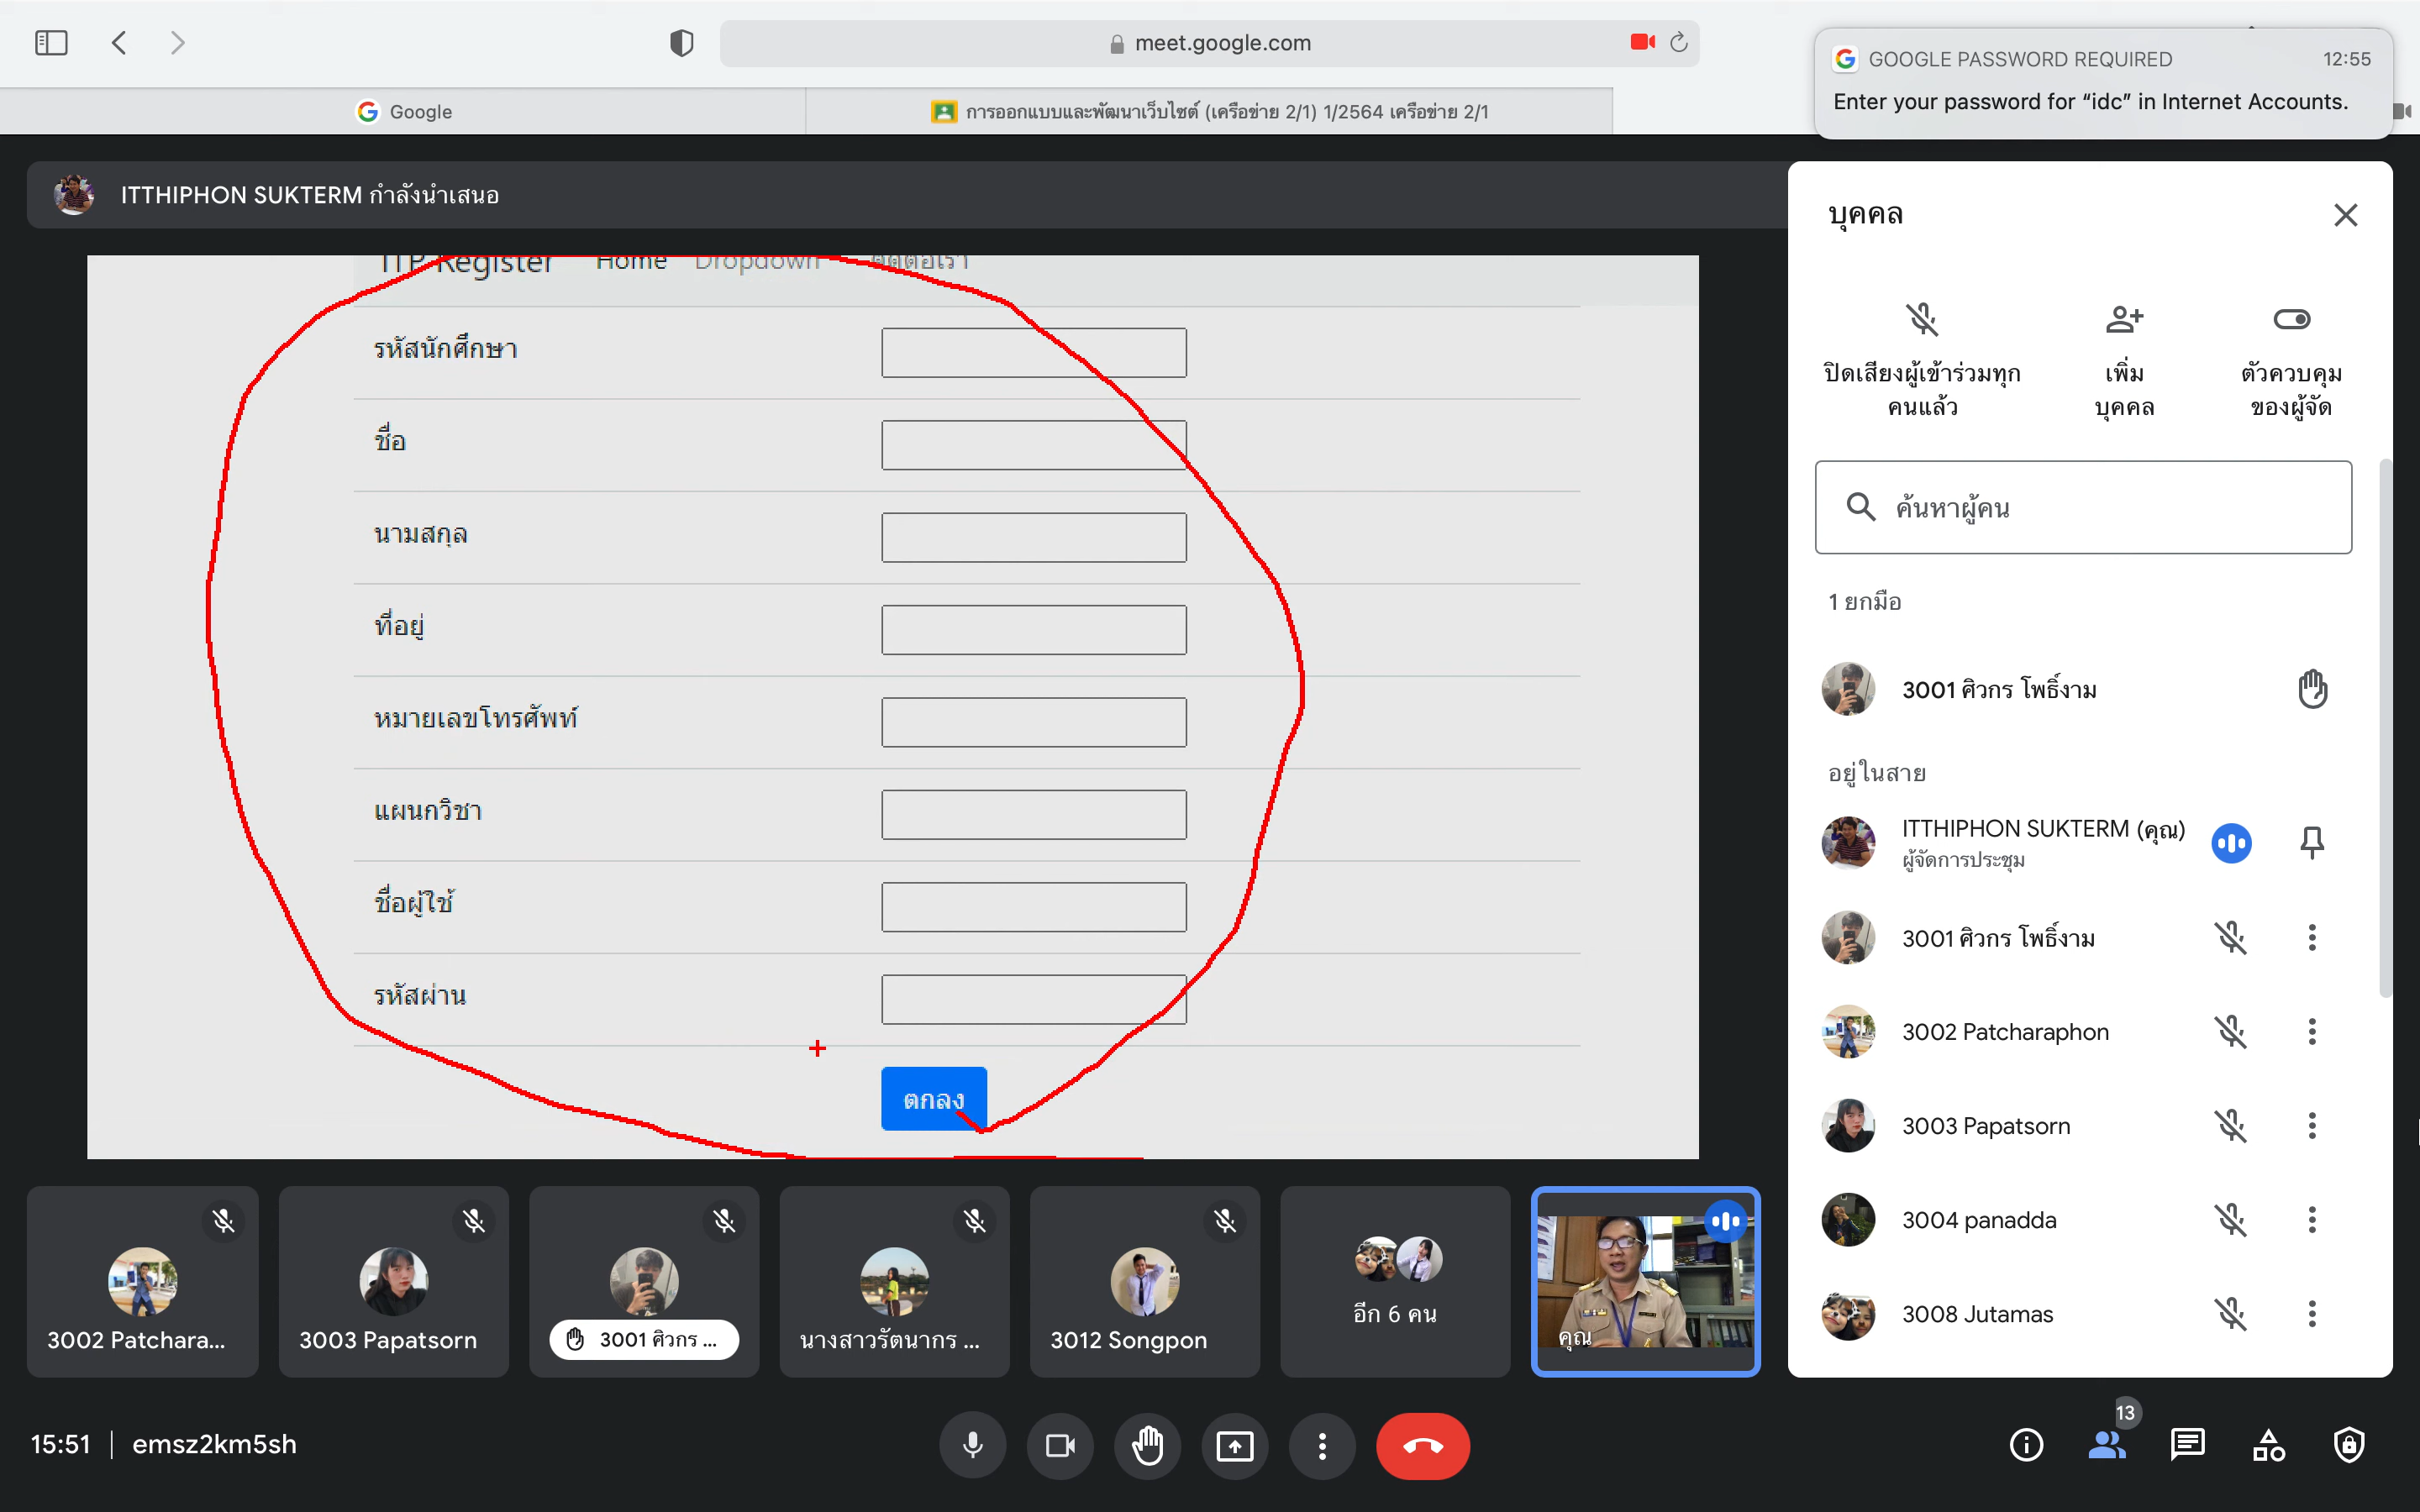 meet.google.com
GOOGLE PASSWORD REQUIRED
12:55
Enter your password for “idc” in Internet Accounts.
Google
การออกแบบและพัฒนาเว็บไซต์ (เครือข่าย 2/1) 1/2564 เครือข่าย 2/1
ITTHIPHON SUKTERM กำลังนำเสนอ
ITP Register Home Dropdown ติดต่อเรา
รหัสนักศึกษา
ชื่อ
นามสกุล
ที่อยู่
หมายเลขโทรศัพท์
แผนกวิชา
ชื่อผู้ใช้
รหัสผ่าน
ตกลง
บุคคล
ปิดเสียงผู้เข้าร่วมทุก
คนแล้ว
เพิ่ม
บุคคล
ตัวควบคุม
ของผู้จัด
ค้นหาผู้คน
1 ยกมือ
3001 ศิวกร โพธิ์งาม
อยู่ในสาย
ITTHIPHON SUKTERM (คุณ)
ผู้จัดการประชุม
3001 ศิวกร โพธิ์งาม
3002 Patcharaphon
3003 Papatsorn
3004 panadda
3008 Jutamas
3002 Patchara...
3003 Papatsorn
3001 ศิวกร ...
นางสาวรัตนากร ...
3012 Songpon
อีก 6 คน
คุณ
15:51 | emsz2km5sh
13